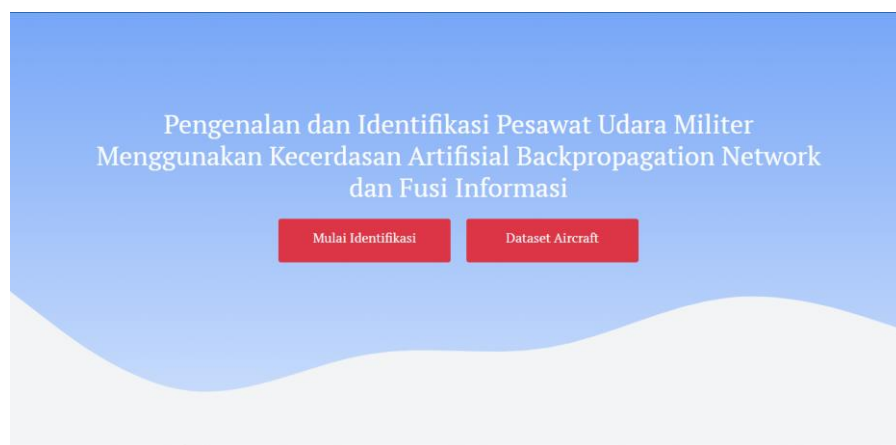 Pengenalan dan Identifikasi Pesawat Udara Militer
Menggunakan Kecerdasan Artifisial Backpropagation Network
dan Fusi Informasi
Mulai Identifikasi
Dataset Aircraft